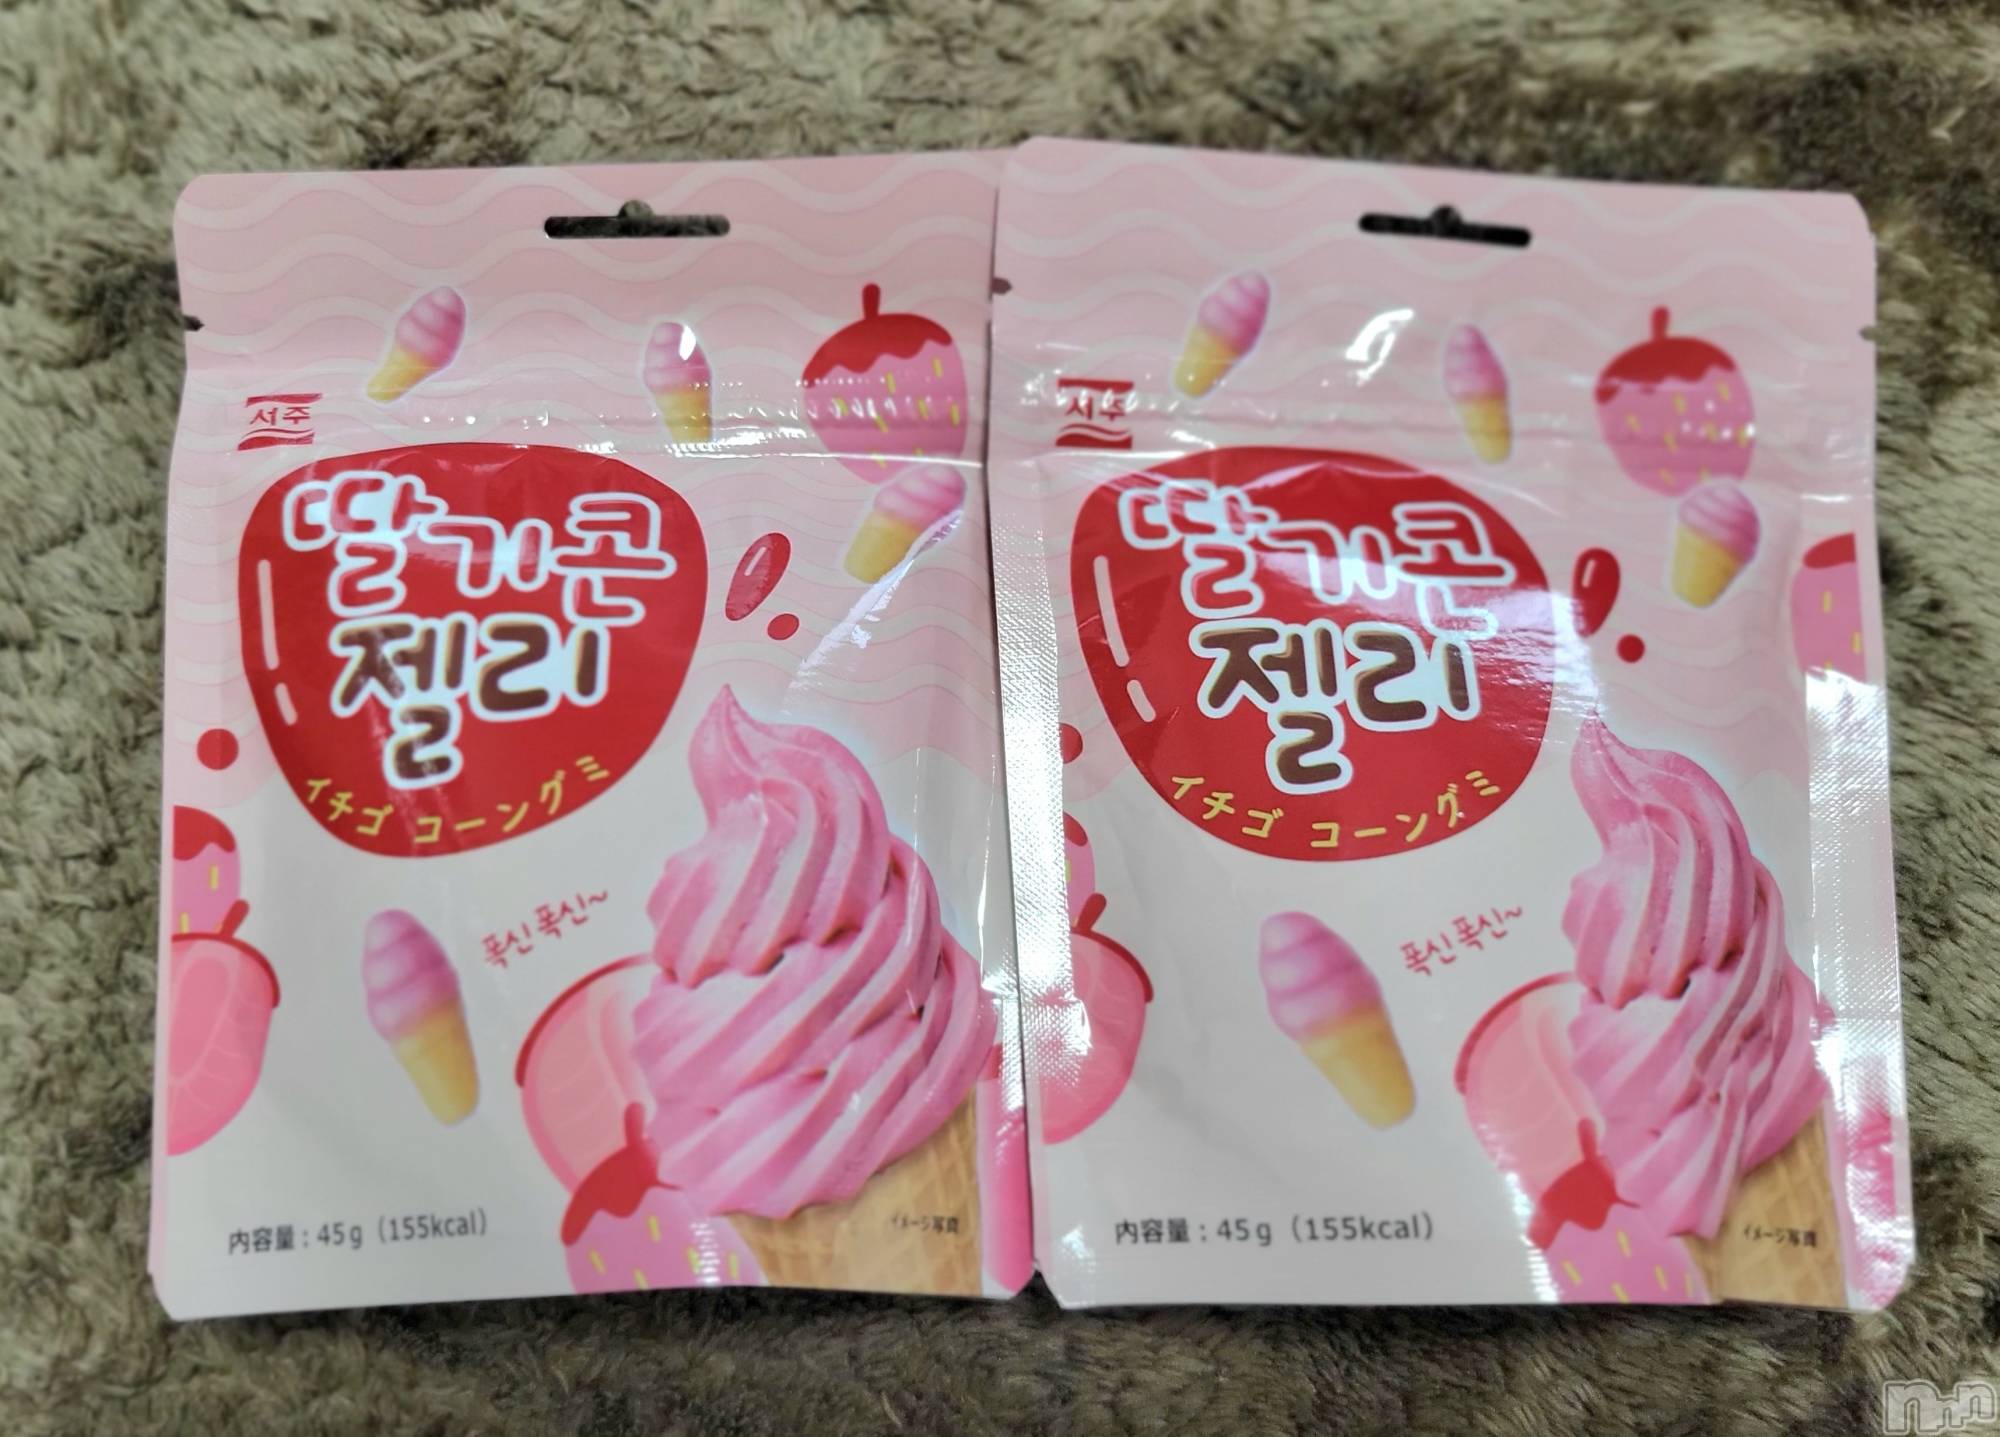 서주
딸기콘
젤리
イチゴ コーングミ
폭신폭신~
内容量:45g(155kcal)
イメージ写真
서주
딸기콘
젤리
イチゴ コーングミ
폭신폭신~
内容量:45g(155kcal)
イメージ写真